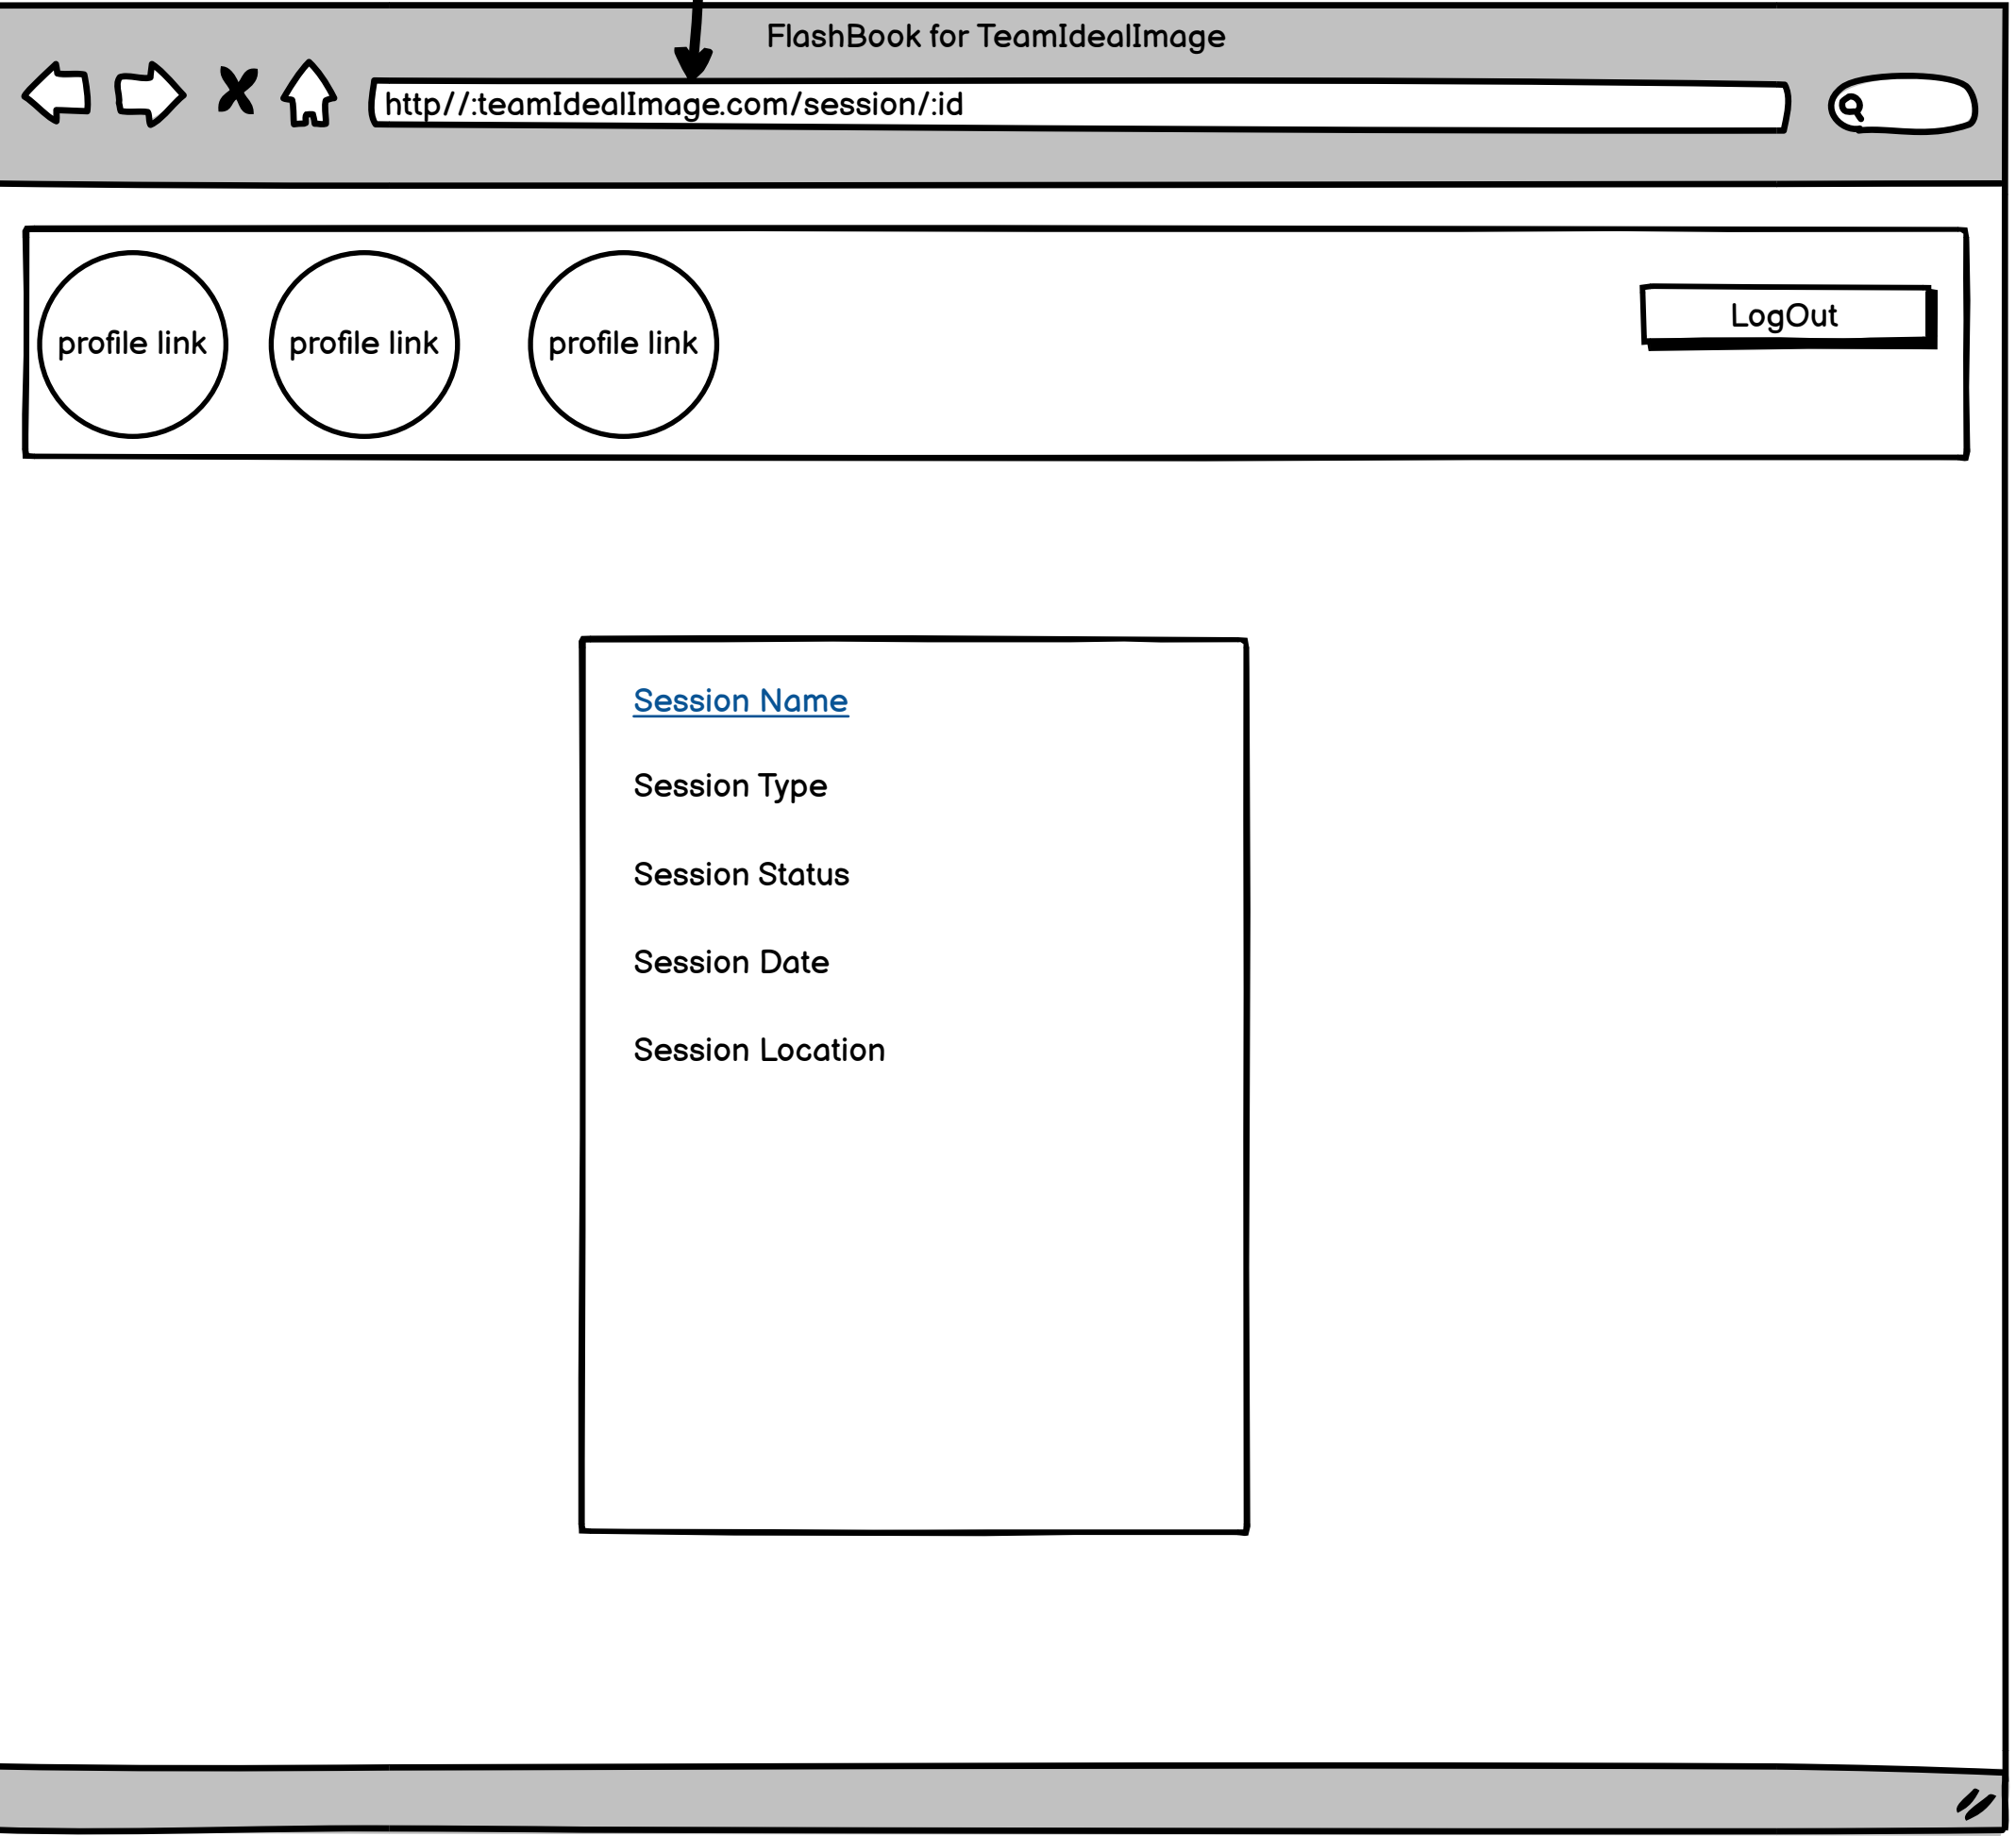 FlashBook for TeamIdealImage
http//:teamIdealImage.com/session/:id
profile link profile link profile link
LogOut
Session Name
Session Type
Session Status
Session Date
Session Location